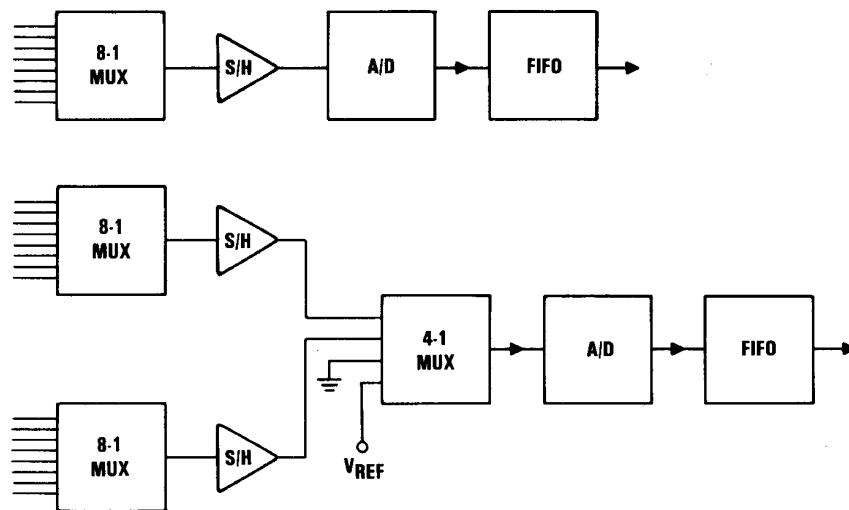 8-1
MUX
S/H
A/D
FIFO
8-1
MUX
S/H
4-1
MUX
A/D
FIFO
8-1
MUX
S/H
VREF